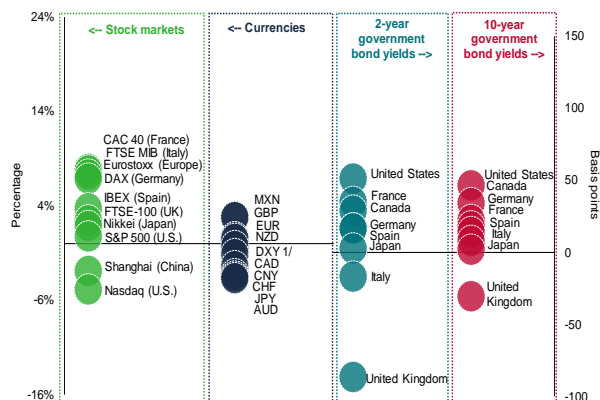 24%
14%
4%
-6%
-16%
Percentage
<-- Stock markets
CAC 40 (France)
FTSE MIB (Italy)
Eurostoxx (Europe)
DAX (Germany)
IBEX (Spain)
FTSE-100 (UK)
Nikkei (Japan)
S&P 500 (U.S.)
Shanghai (China)
Nasdaq (U.S.)
<-- Currencies
MXN
GBP
EUR
NZD
DXY 1/
CAD
CNY
CHF
JPY
AUD
2-year
government
bond yields -->
United States
France
Canada
Germany
Spain
Japan
Italy
United Kingdom
10-year
government
bond yields -->
United States
Canada
Germany
France
Spain
Italy
Japan
United
Kingdom
150
100
50
0
-50
-100
Basis points